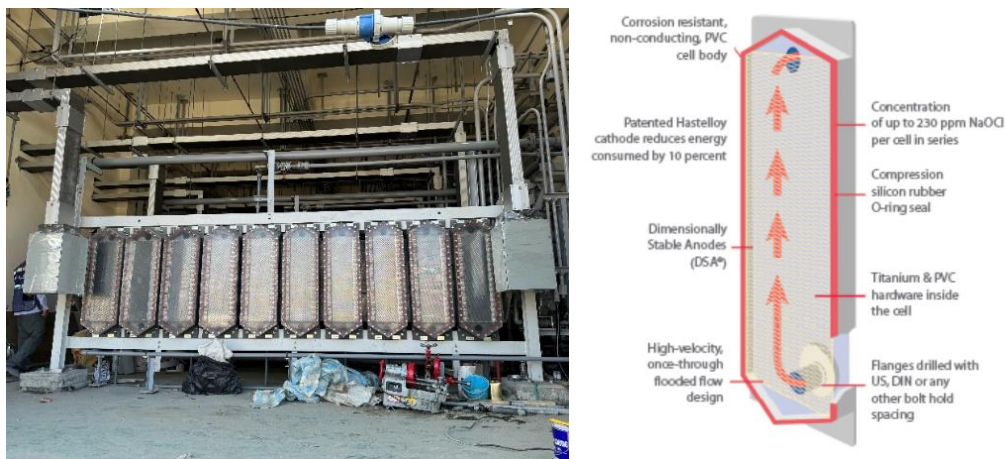 Corrosion resistant,
non-conducting, PVC
cell body
Patented Hastelloy
cathode reduces energy
consumed by 10 percent
Dimensionally
Stable Anodes
(DSA®)
High-velocity,
once-through
flooded flow
design
Concentration
of up to 230 ppm NaOCl
per cell in series
Compression
silicon rubber
O-ring seal
Titanium & PVC
hardware inside
the cell
Flanges drilled with
US, DIN or any
other bolt hold
spacing